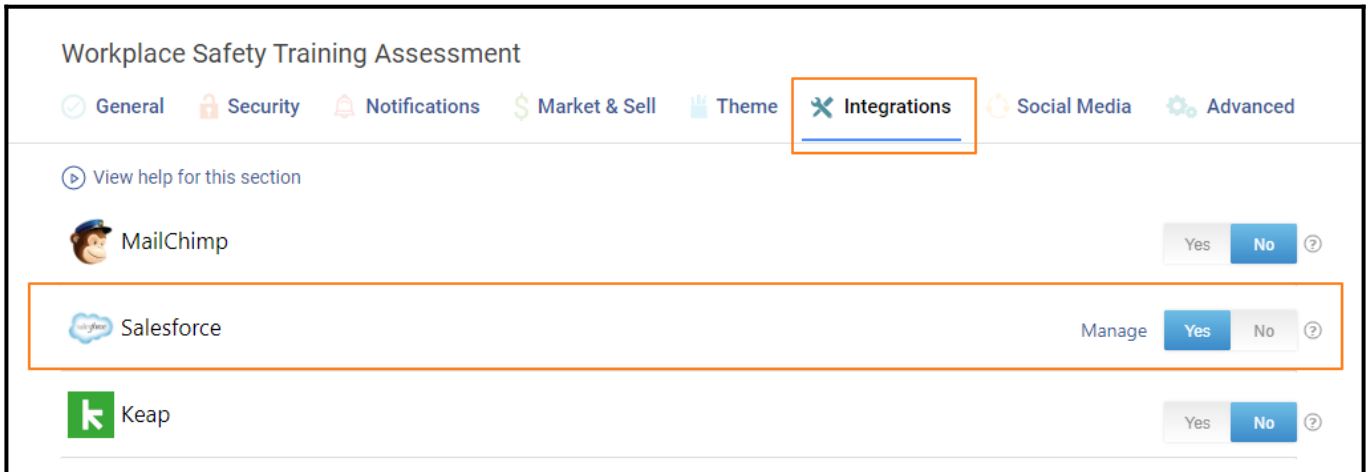 Workplace Safety Training Assessment
General Security Notifications $ Market & Sell Theme Integrations Social Media Advanced
View help for this section
MailChimp Yes No ?
salesforce Salesforce Manage Yes No ?
k Keap Yes No ?